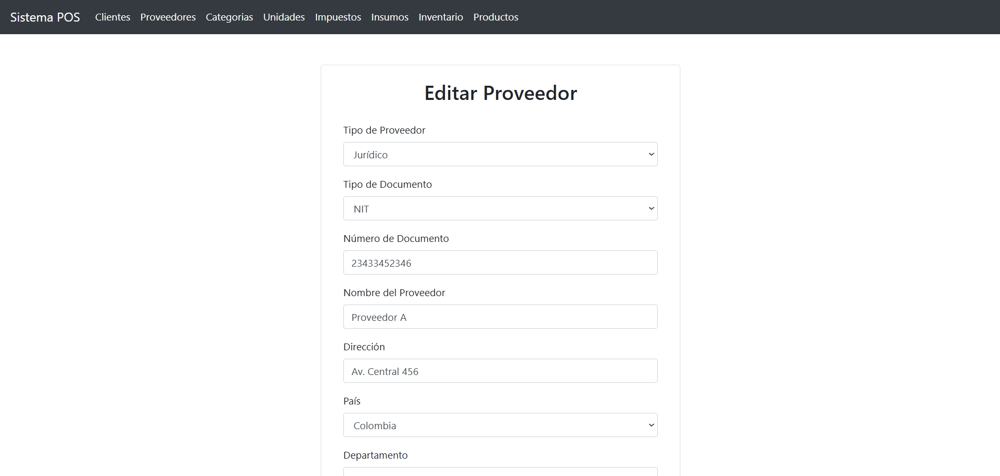 Sistema POS Clientes Proveedores Categorias Unidades Impuestos Insumos Inventario Productos
Editar Proveedor
Tipo de Proveedor
Jurídico
Tipo de Documento
NIT
Número de Documento
23433452346
Nombre del Proveedor
Proveedor A
Dirección
Av. Central 456
País
Colombia
Departamento